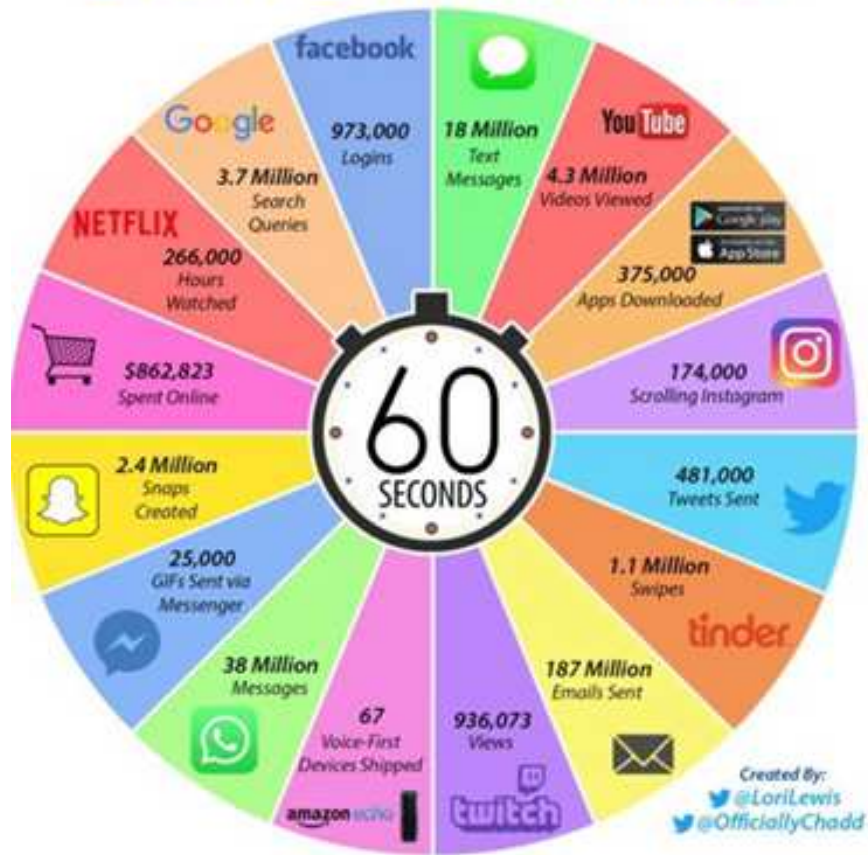 facebook
973,000
Logins
18 Million
Text
Messages
YouTube
4.3 Million
Videos Viewed
Google play
App Store
375,000
Apps Downloaded
174,000
Scrolling Instagram
481,000
Tweets Sent
1.1 Million
Swipes
tinder
187 Million
Emails Sent
936,073
Views
twitch
67
Voice-First
Devices Shipped
amazon echo
38 Million
Messages
25,000
GIFs Sent via
Messenger
2.4 Million
Snaps
Created
$862,823
Spent Online
NETFLIX
266,000
Hours
Watched
Google
3.7 Million
Search
Queries
60
SECONDS
Created By:
@LoriLewis
@OfficiallyChadd